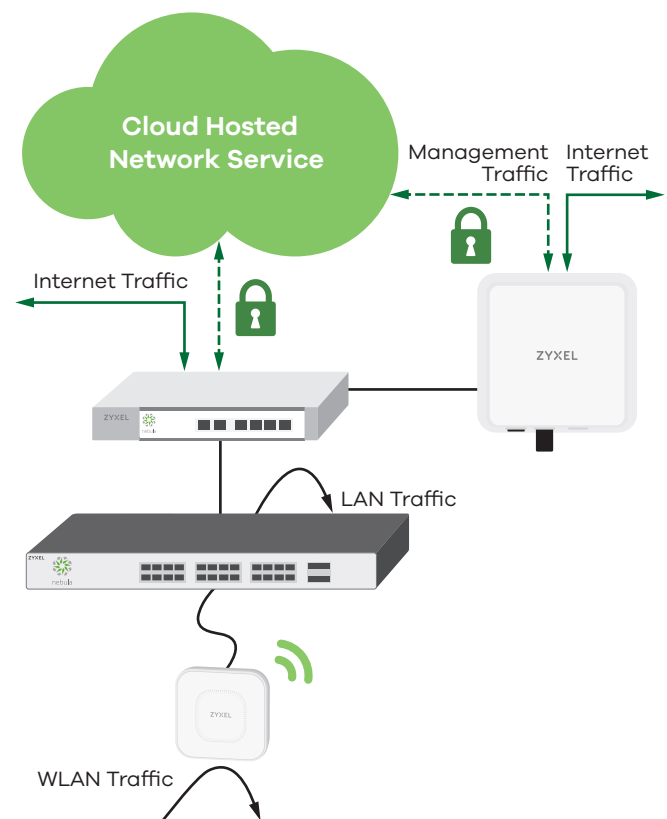 Cloud Hosted
Network Service
Management
Traffic
Internet
Traffic
Internet Traffic
ZYXEL
ZYXEL
nebula
LAN Traffic
ZYXEL
nebula
ZYXEL
WLAN Traffic